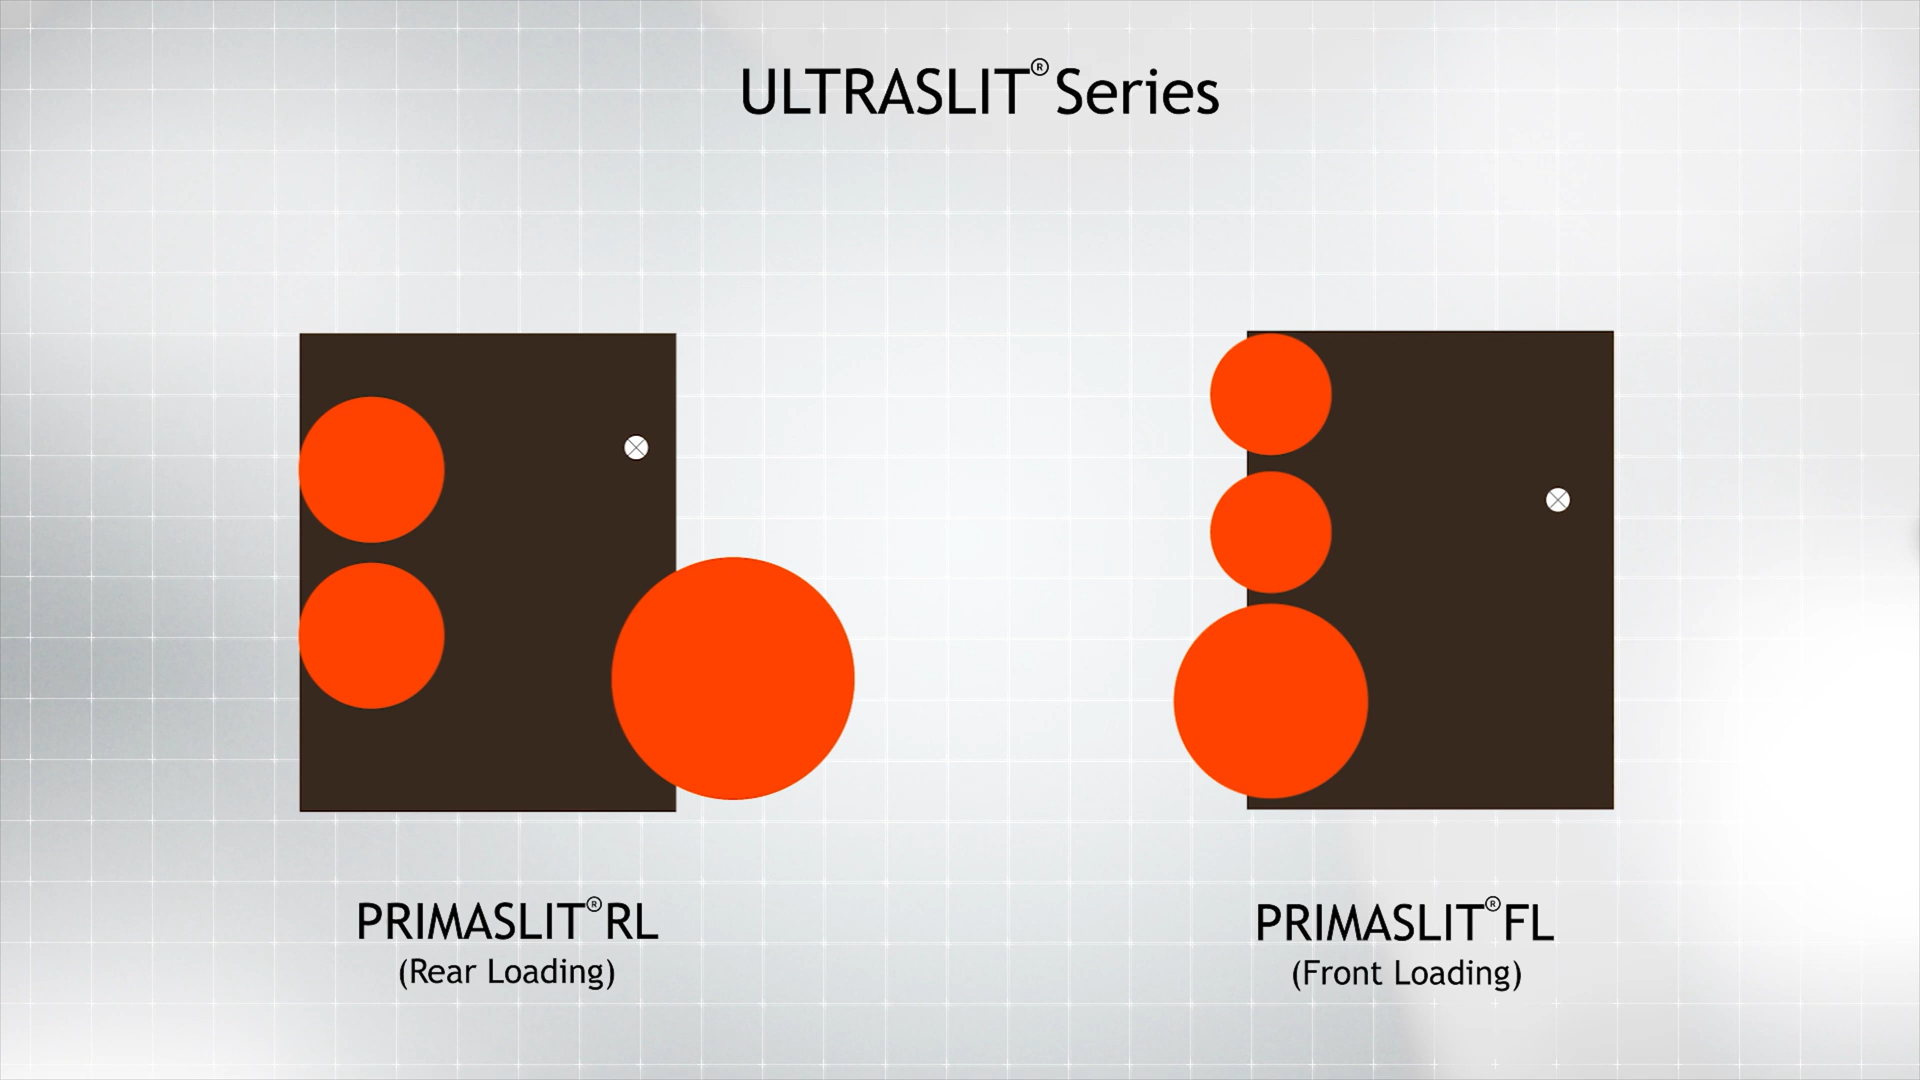 ULTRASLIT® Series
PRIMASLIT® RL
(Rear Loading)
PRIMASLIT® FL
(Front Loading)